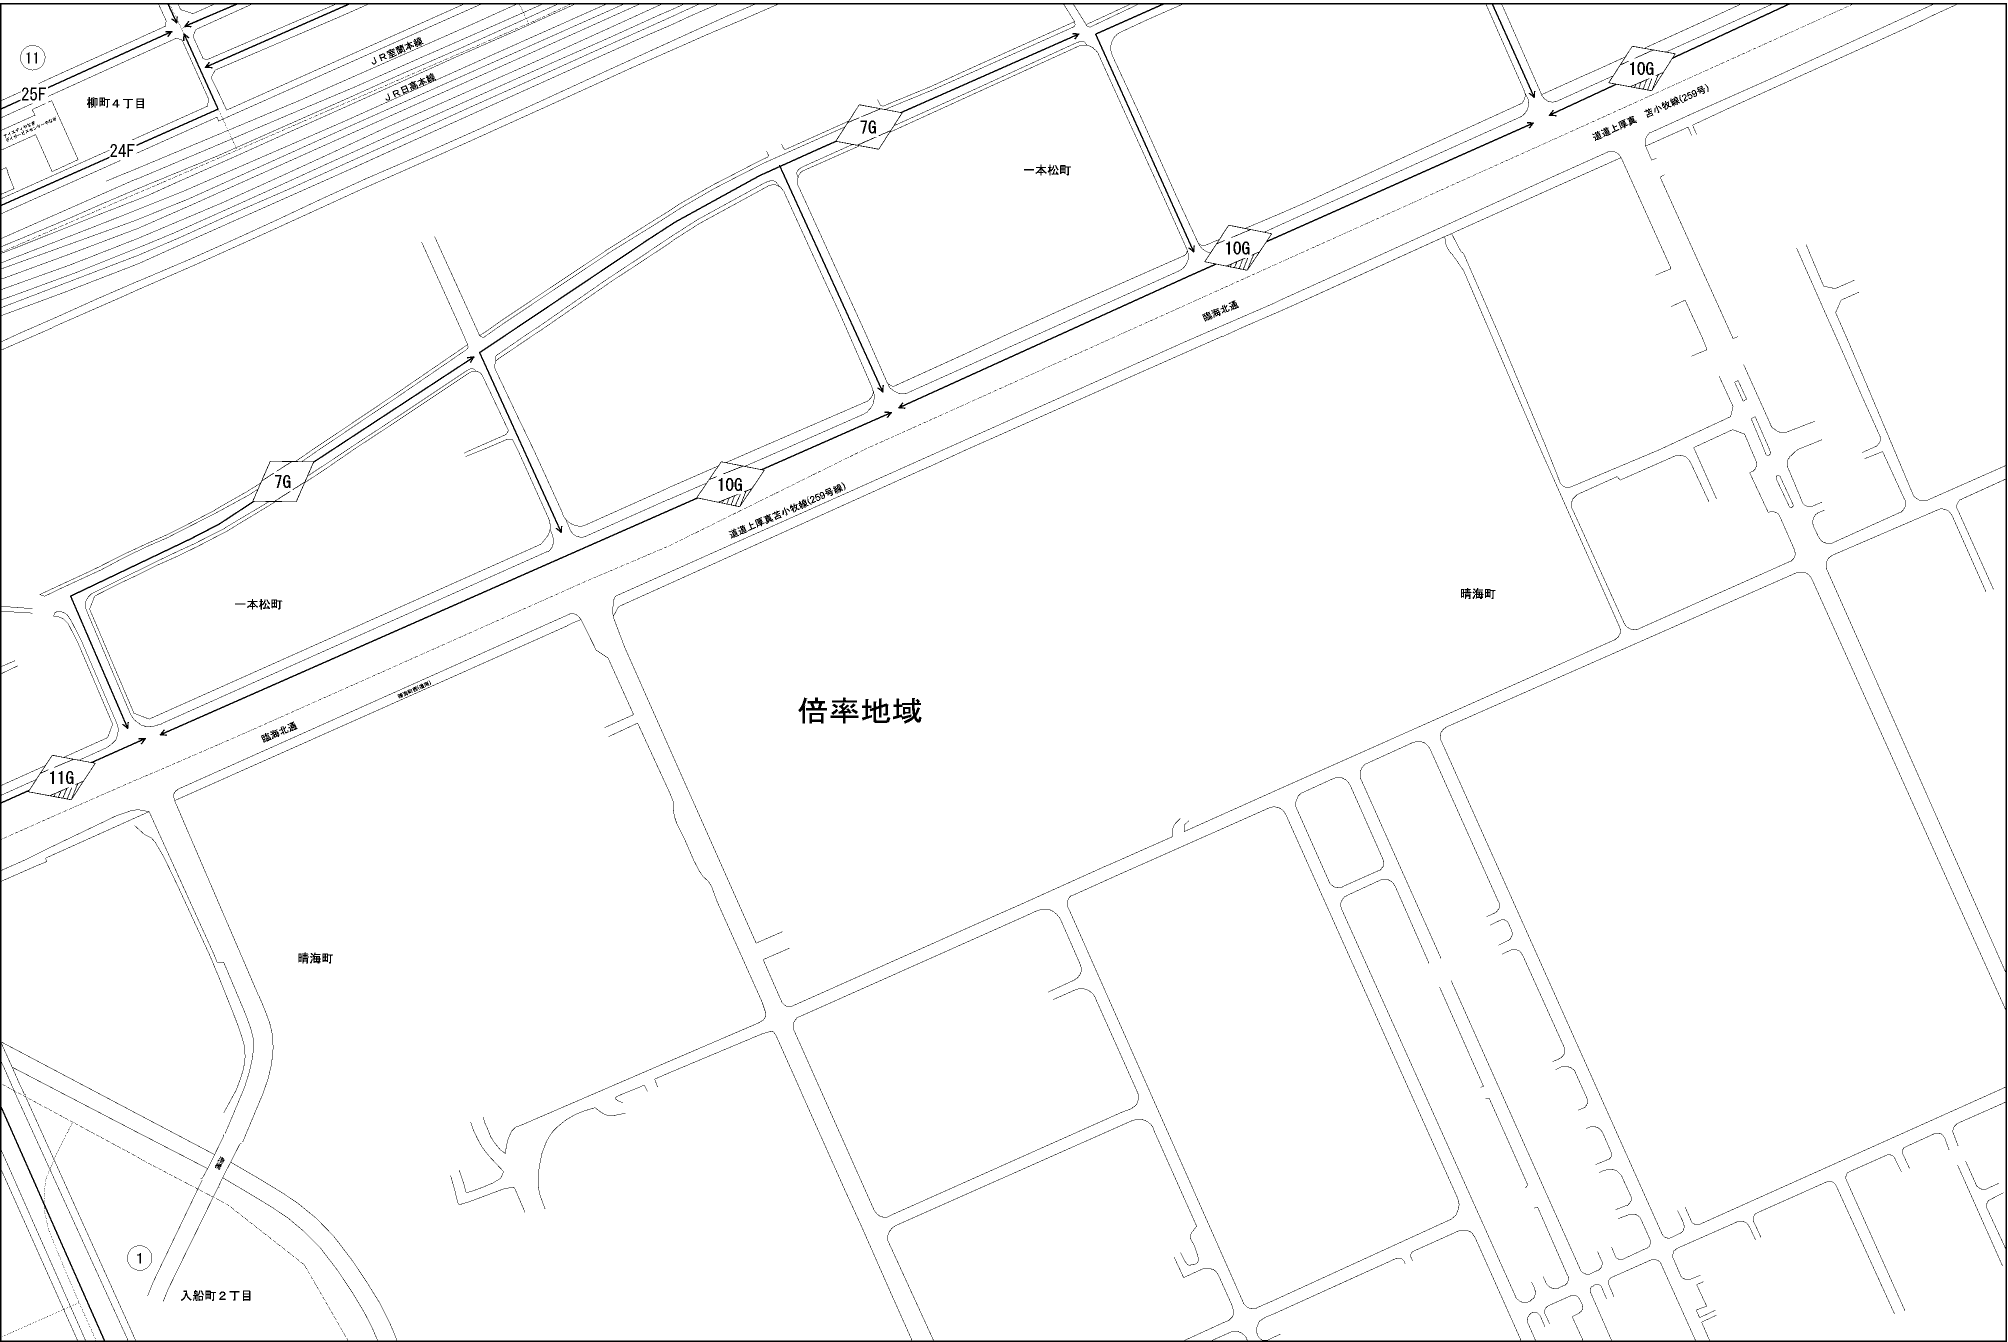 11
ＪＲ室蘭本線
ＪＲ日高本線
25F
柳町４丁目
24F
10G
道道上厚真　苫小牧線(259号)
7G
一本松町
10G
臨海北通
7G
10G
道道上厚真苫小牧線(259号線)
一本松町
晴海町
倍率地域
臨海北通
11G
晴海町
1
入船町２丁目